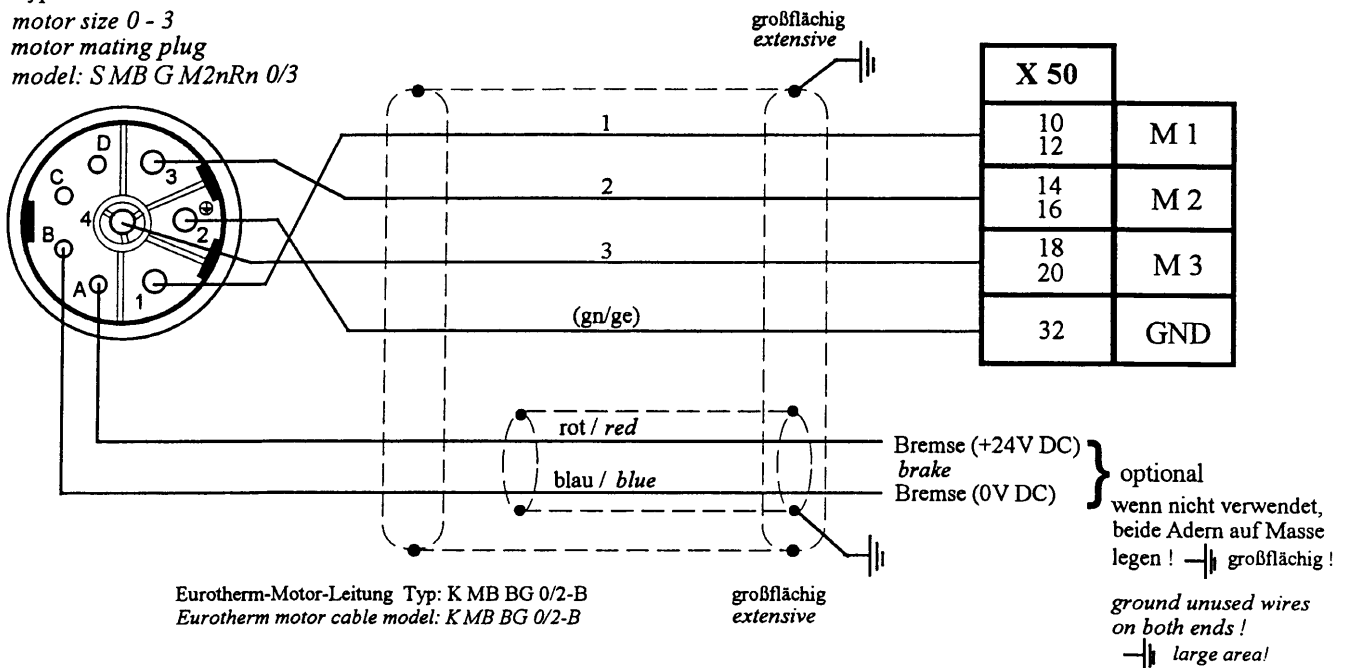 motor size 0 - 3
motor mating plug
model: S MB G M2nRn 0/3
großflächig
extensive
X 50
10
12
M 1
14
16
M 2
18
20
M 3
32
GND
1
2
3
(gn/ge)
D
C
B
A
3
4
2
1
rot / red
blau / blue
Bremse (+24V DC)
brake
Bremse (0V DC)
optional
wenn nicht verwendet,
beide Adern auf Masse
legen ! großflächig !
ground unused wires
on both ends !
large area!
Eurotherm-Motor-Leitung Typ: K MB BG 0/2-B
Eurotherm motor cable model: K MB BG 0/2-B
großflächig
extensive